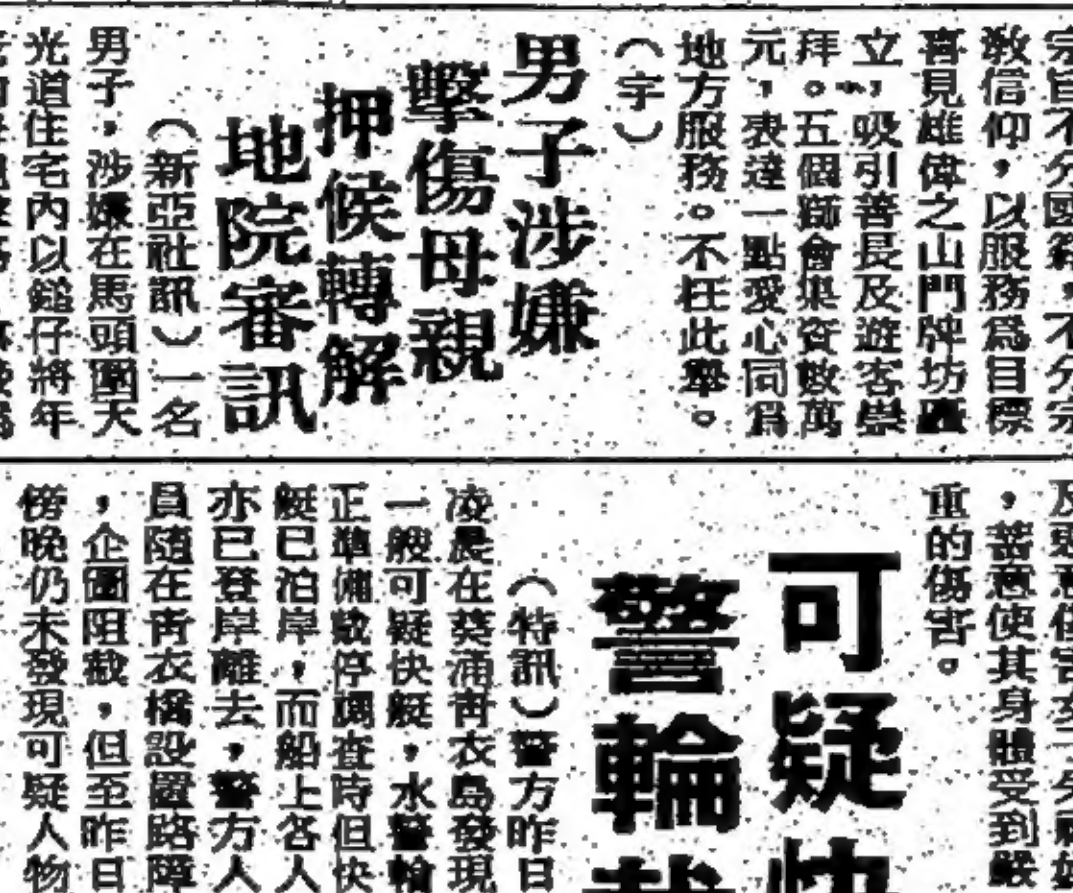 宗旨不分國籍,不分宗
教信仰,以服務爲目標
喜見雄偉之山門牌坊矗
立,吸引善長及遊客崇
拜。五個獅會集資數萬
元,表達一點愛心同爲
地方服務。不枉此舉。
(宇)
男子涉嫌
擊傷母親
押候轉解
地院審訊
(新亞社訊)一名
男子,涉嫌在馬頭圍天
光道住宅內以鎚仔將年
,蓄意使其身體受到嚴
重的傷害。
可疑快
警輪
(特訊)警方昨日
凌晨在葵涌青衣島發現
一艘可疑快艇,水警輪
正準備截停調查時但快
艇已泊岸,而船上各人
亦已登岸離去,警方人
員隨在青衣橋設置路障
,企圖阻截,但至昨日
傍晚仍未發現可疑人物